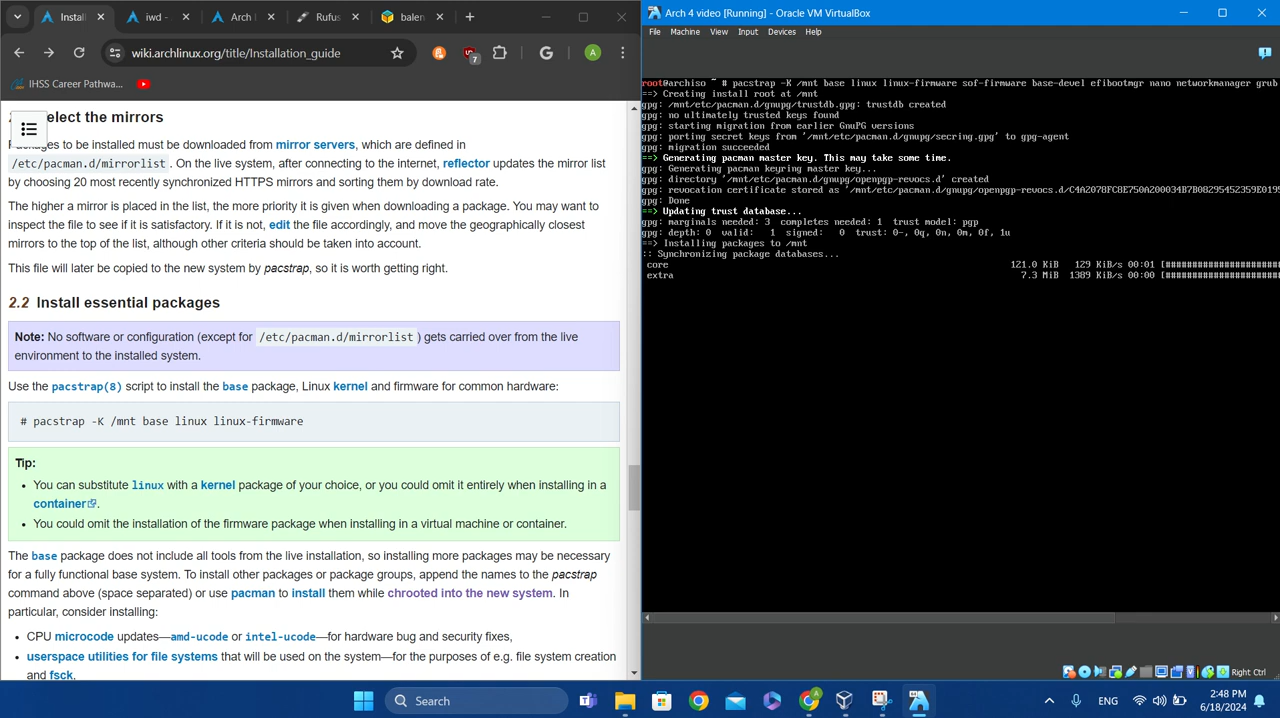 Install
iwd -
Arch I
Rufus
balen
wiki.archlinux.org/title/Installation_guide
G
7
A
IHSS Career Pathwa...
elect the mirrors
Packages to be installed must be downloaded from mirror servers, which are defined in
/etc/pacman.d/mirrorlist . On the live system, after connecting to the internet, reflector updates the mirror list
by choosing 20 most recently synchronized HTTPS mirrors and sorting them by download rate.
The higher a mirror is placed in the list, the more priority it is given when downloading a package. You may want to
inspect the file to see if it is satisfactory. If it is not, edit the file accordingly, and move the geographically closest
mirrors to the top of the list, although other criteria should be taken into account.
This file will later be copied to the new system by pacstrap, so it is worth getting right.
2.2 Install essential packages
Note: No software or configuration (except for /etc/pacman.d/mirrorlist ) gets carried over from the live
environment to the installed system.
Use the pacstrap(8) script to install the base package, Linux kernel and firmware for common hardware:
# pacstrap -K /mnt base linux linux-firmware
Tip:
• You can substitute linux with a kernel package of your choice, or you could omit it entirely when installing in a
container.
• You could omit the installation of the firmware package when installing in a virtual machine or container.
The base package does not include all tools from the live installation, so installing more packages may be necessary
for a fully functional base system. To install other packages or package groups, append the names to the pacstrap
command above (space separated) or use pacman to install them while chrooted into the new system. In
particular, consider installing:
• CPU microcode updates—amd-ucode or intel-ucode—for hardware bug and security fixes,
• userspace utilities for file systems that will be used on the system—for the purposes of e.g. file system creation
and fsck,
Arch 4 video [Running] - Oracle VM VirtualBox
File Machine View Input Devices Help
root@archiso ~ # pacstrap -K /mnt base linux linux-firmware sof-firmware base-devel efibootmgr nano networkmanager grub
==> Creating install root at /mnt
gpg: /mnt/etc/pacman.d/gnupg/trustdb.gpg: trustdb created
gpg: no ultimately trusted keys found
gpg: starting migration from earlier GnuPG versions
gpg: porting secret keys from '/mnt/etc/pacman.d/gnupg/secring.gpg' to gpg-agent
gpg: migration succeeded
==> Generating pacman master key. This may take some time.
gpg: Generating pacman keyring master key...
gpg: directory '/mnt/etc/pacman.d/gnupg/openpgp-revocs.d' created
gpg: revocation certificate stored as '/mnt/etc/pacman.d/gnupg/openpgp-revocs.d/C4A2078FC8E750A200034B7B08295452359E0195
gpg: Done
==> Updating trust database...
gpg: marginals needed: 3 completes needed: 1 trust model: pgp
gpg: depth: 0 valid: 1 signed: 0 trust: 0-, 0q, 0n, 0m, 0f, 1u
==> Installing packages to /mnt
:: Synchronizing package databases...
core 121.0 KiB 129 KiB/s 00:01 [######################
extra 7.3 MiB 1389 KiB/s 00:00 [######################
Right Ctrl
Search
ENG
2:48 PM
6/18/2024